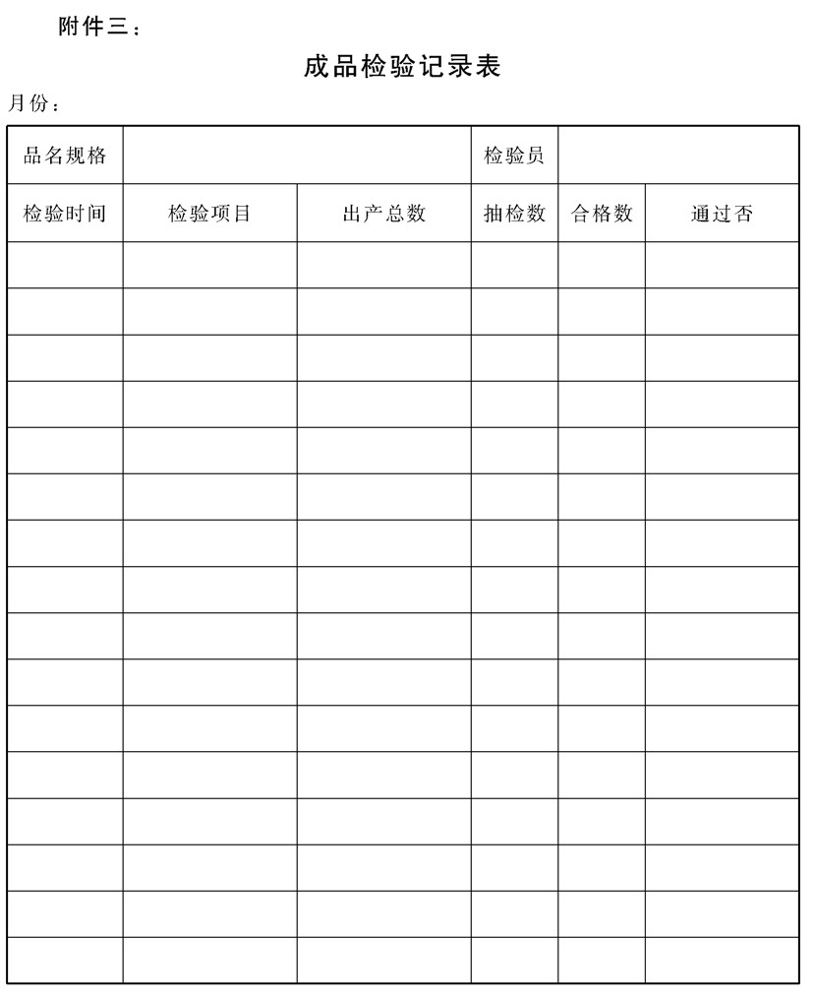 附件三：
成品检验记录表
月份：
品名规格 检验员
检验时间 检验项目 出产总数 抽检数 合格数 通过否